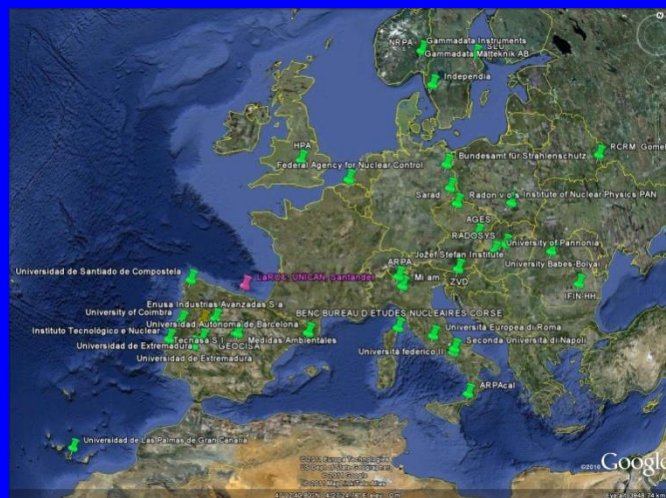 NRPA
Gammadata Instruments
Gammadata Mätteknik AB
Independia
RCRM, Gomel
HPA
Federal Agency for Nuclear Control
Bundesamt für Strahlenschutz
Sarad
Radon v.o.s
Institute of Nuclear Physics PAN
AGES
RADOSYS
University of Pannonia
ARPA
Jožef Stefan Institute
University Babes-Bolyai
Universidad de Santiago de Compostela
LaRUC, UNICAN, Santander
Mi am
ZVD
IFIN-HH
Enusa Industrias Avanzadas S a
University of Coimbra
BENC BUREAU D'ETUDES NUCLEAIRES CORSE
Universidad Autónoma de Barcelona
Instituto Tecnológico e Nuclear
Tecnasa S l
Medidas Ambientales
Università Europea di Roma
Universidad de Extremadura
GEOCISA
Seconda Università di Napoli
Universidad de Extremadura
Università federico II
ARPAcal
Universidad de Las Palmas de Gran Canaria
©2010 Google